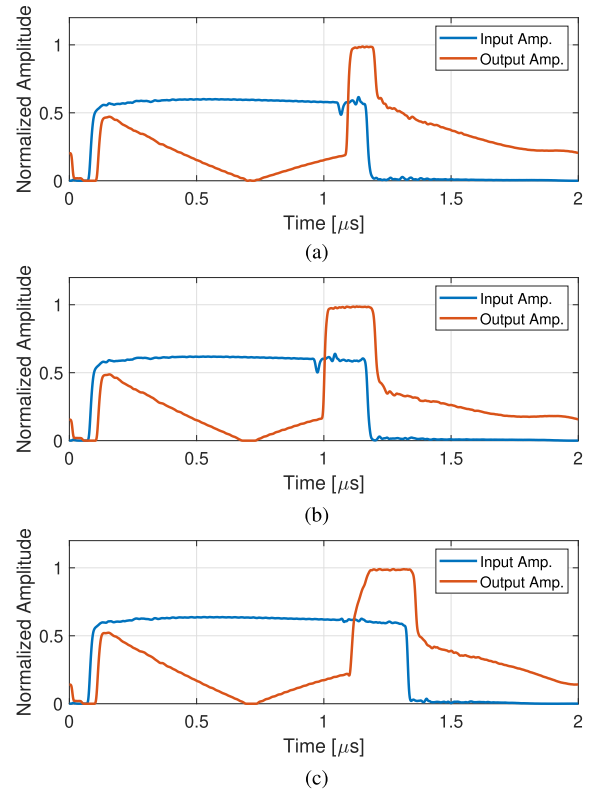 Input Amp.
Output Amp.
Normalized Amplitude
1
0.5
0
0 0.5 1 1.5 2
Time [μs]
(a)
Input Amp.
Output Amp.
Normalized Amplitude
1
0.5
0
0 0.5 1 1.5 2
Time [μs]
(b)
Input Amp.
Output Amp.
Normalized Amplitude
1
0.5
0
0 0.5 1 1.5 2
Time [μs]
(c)